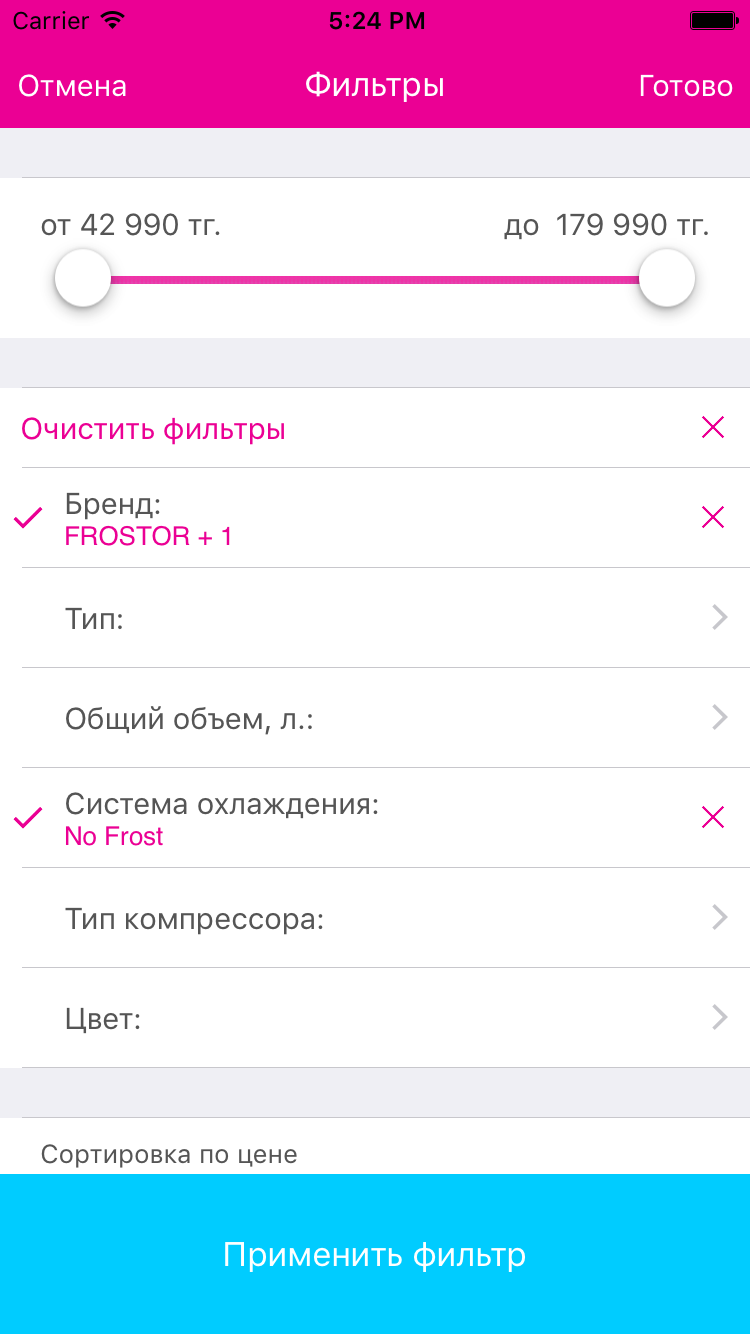 Carrier 5:24 PM
Отмена Фильтры Готово
от 42 990 тг. до 179 990 тг.
Очистить фильтры
Бренд:
FROSTOR + 1
Тип:
Общий объем, л.:
Система охлаждения:
No Frost
Тип компрессора:
Цвет:
Сортировка по цене
Применить фильтр